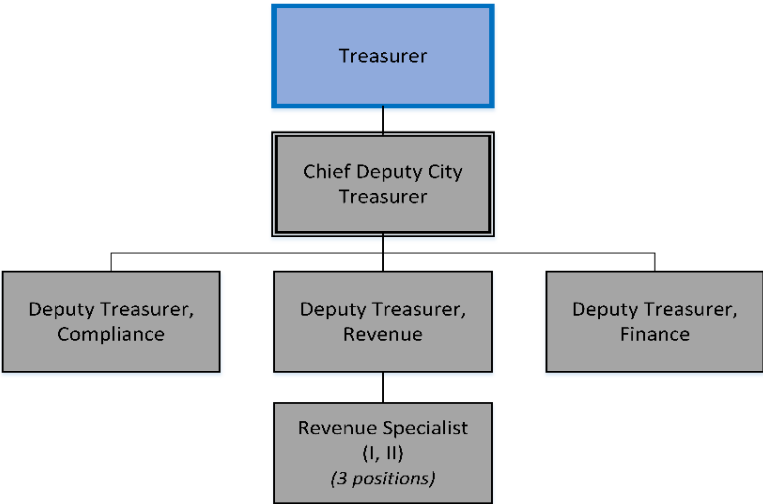 Treasurer
Chief Deputy City
Treasurer
Deputy Treasurer,
Compliance
Deputy Treasurer,
Revenue
Deputy Treasurer,
Finance
Revenue Specialist
(I, II)
(3 positions)